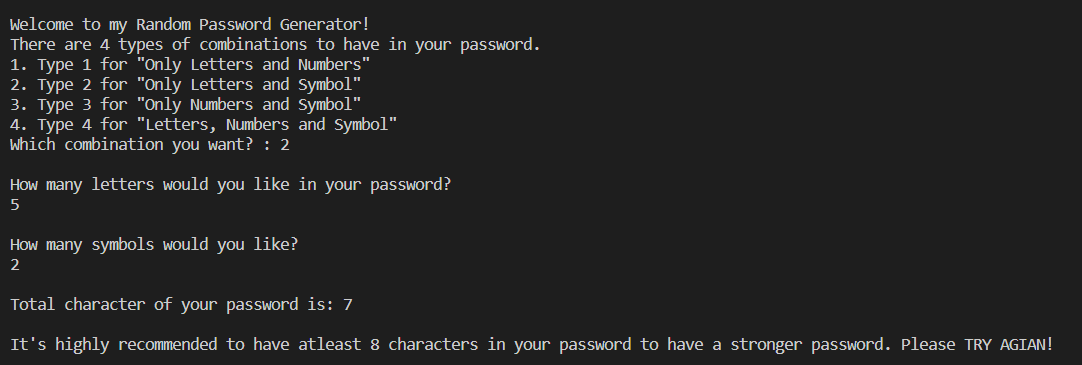 Welcome to my Random Password Generator!
There are 4 types of combinations to have in your password.
1. Type 1 for "Only Letters and Numbers"
2. Type 2 for "Only Letters and Symbol"
3. Type 3 for "Only Numbers and Symbol"
4. Type 4 for "Letters, Numbers and Symbol"
Which combination you want? : 2
How many letters would you like in your password?
5
How many symbols would you like?
2
Total character of your password is: 7
It's highly recommended to have atleast 8 characters in your password to have a stronger password. Please TRY AGIAN!